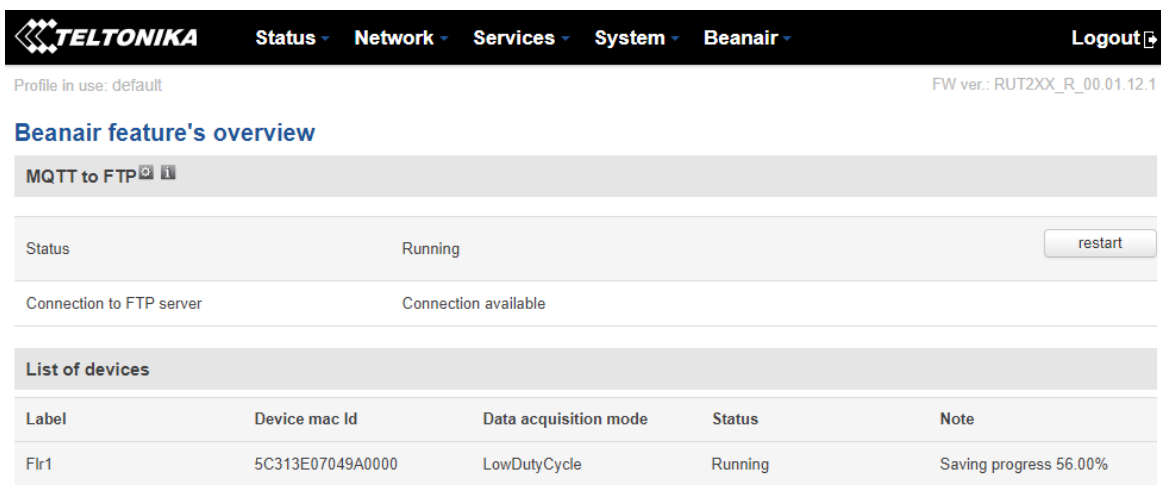 TELTONIKA Status Network Services System Beanair Logout
Profile in use: default FW ver.: RUT2XX_R_00.01.12.1
Beanair feature's overview
MQTT to FTP
Status Running restart
Connection to FTP server Connection available
List of devices
Label Device mac Id Data acquisition mode Status Note
Flr1 5C313E07049A0000 LowDutyCycle Running Saving progress 56.00%